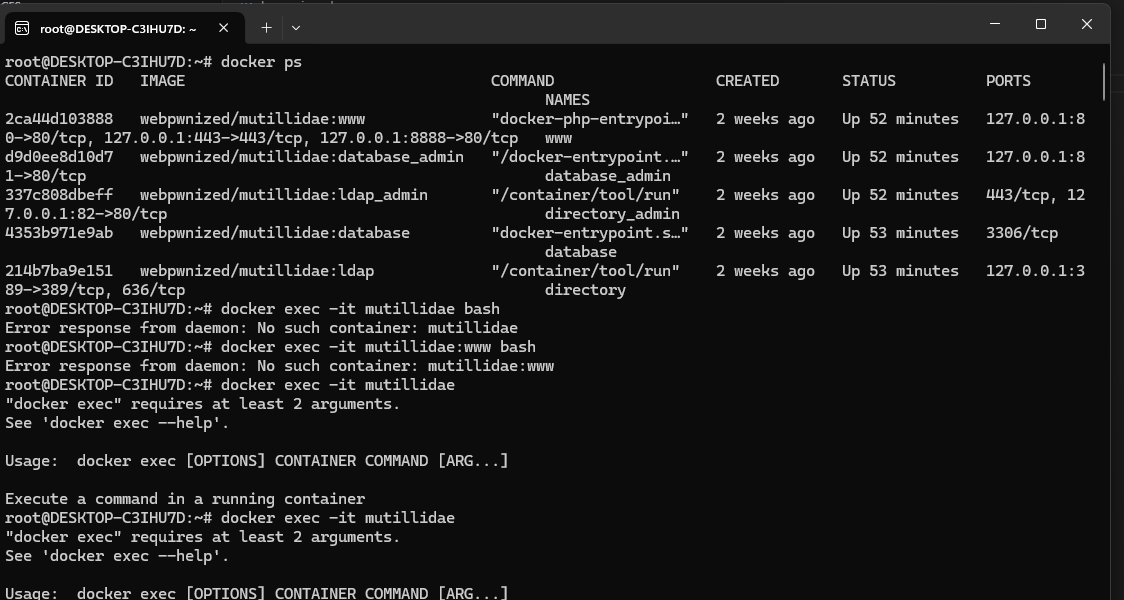 root@DESKTOP-C3IHU7D: ~
root@DESKTOP-C3IHU7D:~# docker ps
CONTAINER ID   IMAGE                                  COMMAND                  CREATED       STATUS          PORTS
                                                            NAMES
2ca44d103888   webpwnized/mutillidae:www              "docker-php-entrypoi…"   2 weeks ago   Up 52 minutes   127.0.0.1:8
0->80/tcp, 127.0.0.1:443->443/tcp, 127.0.0.1:8888->80/tcp   www
d9d0ee8d10d7   webpwnized/mutillidae:database_admin   "/docker-entrypoint.…"   2 weeks ago   Up 52 minutes   127.0.0.1:8
1->80/tcp                                                   database_admin
337c808dbeff   webpwnized/mutillidae:ldap_admin       "/container/tool/run"    2 weeks ago   Up 52 minutes   443/tcp, 12
7.0.0.1:82->80/tcp                                          directory_admin
4353b971e9ab   webpwnized/mutillidae:database         "docker-entrypoint.s…"   2 weeks ago   Up 53 minutes   3306/tcp
                                                            database
214b7ba9e151   webpwnized/mutillidae:ldap             "/container/tool/run"    2 weeks ago   Up 53 minutes   127.0.0.1:3
89->389/tcp, 636/tcp                                        directory
root@DESKTOP-C3IHU7D:~# docker exec -it mutillidae bash
Error response from daemon: No such container: mutillidae
root@DESKTOP-C3IHU7D:~# docker exec -it mutillidae:www bash
Error response from daemon: No such container: mutillidae:www
root@DESKTOP-C3IHU7D:~# docker exec -it mutillidae
"docker exec" requires at least 2 arguments.
See 'docker exec --help'.

Usage:  docker exec [OPTIONS] CONTAINER COMMAND [ARG...]

Execute a command in a running container
root@DESKTOP-C3IHU7D:~# docker exec -it mutillidae
"docker exec" requires at least 2 arguments.
See 'docker exec --help'.

Usage:  docker exec [OPTIONS] CONTAINER COMMAND [ARG...]